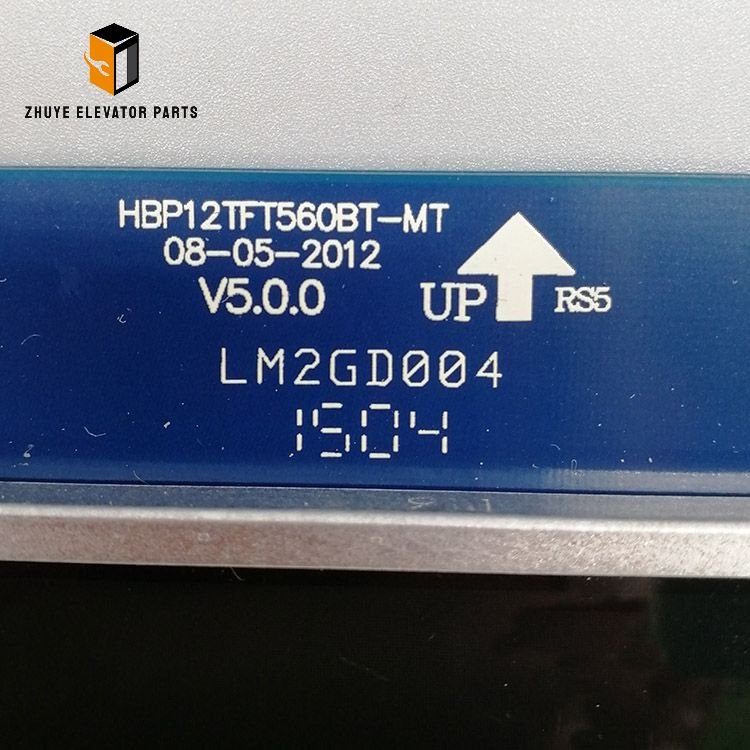 ZHUYE ELEVATOR PARTS
HBP12TFT560BT-MT
08-05-2012
V5.0.0
UP RS5
LM2GD004
1504